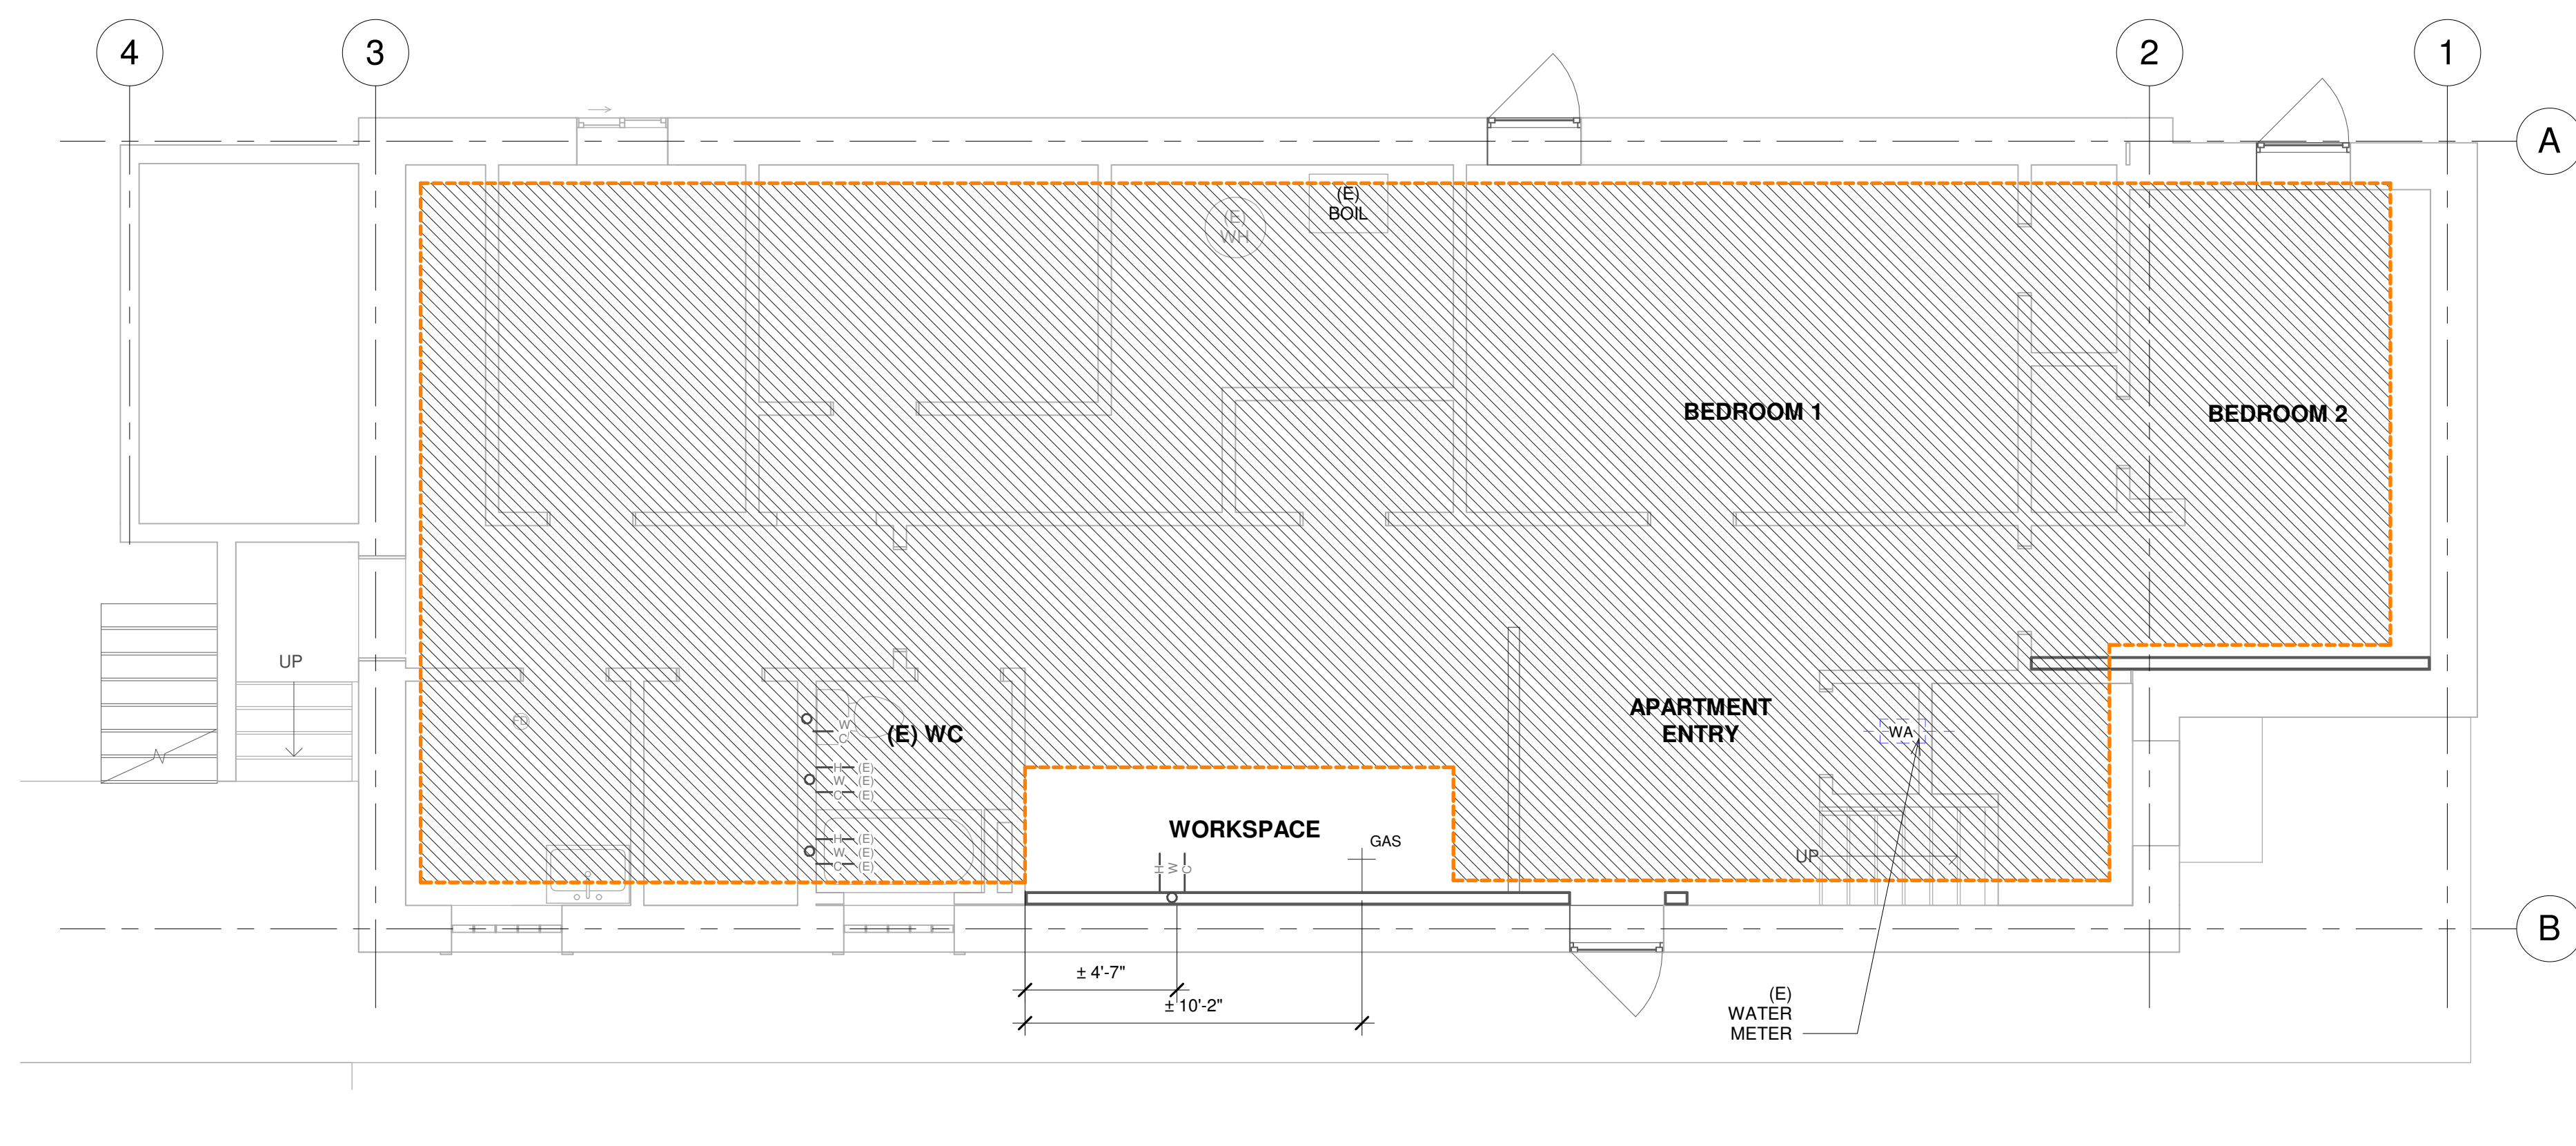 4
3
2
1
A
(E)
WH
(E)
BOIL
BEDROOM 1
BEDROOM 2
UP
FD
W
C
(E) WC
H (E)
W (E)
C (E)
H (E)
W (E)
C (E)
APARTMENT
ENTRY
WA
WORKSPACE
GAS
H
W
C
UP
B
± 4'-7"
± 10'-2"
(E)
WATER
METER